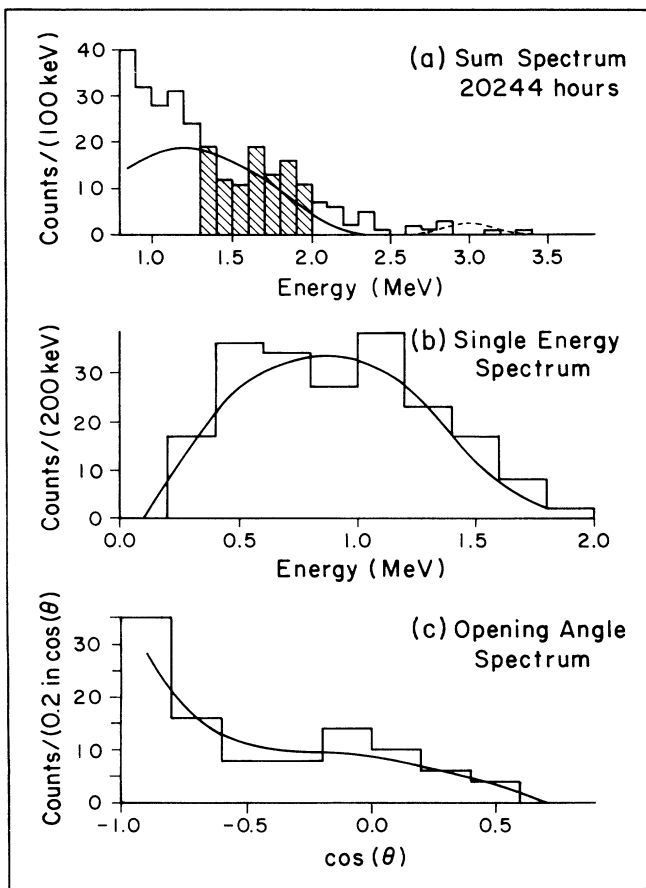 (a) Sum Spectrum
20244 hours
Counts/(100 keV)
40
30
20
10
0
1.0 1.5 2.0 2.5 3.0 3.5
Energy (MeV)
(b) Single Energy
Spectrum
Counts/(200 keV)
30
20
10
0
0.0 0.5 1.0 1.5 2.0
Energy (MeV)
(c) Opening Angle
Spectrum
Counts/(0.2 in cos(θ)
30
20
10
0
-1.0 -0.5 0.0 0.5
cos (θ)